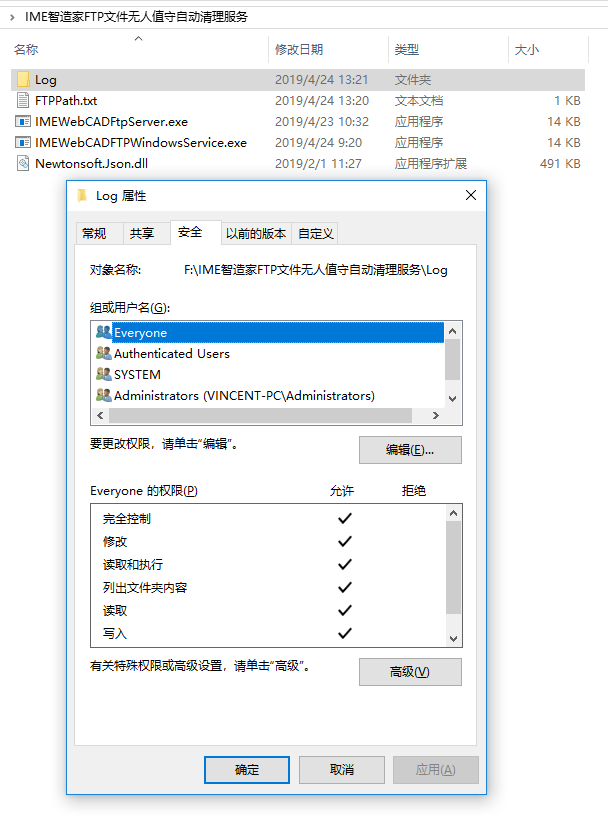 IME智造家FTP文件无人值守自动清理服务
名称 修改日期 类型 大小
Log 2019/4/24 13:21 文件夹
FTPPath.txt 2019/4/24 13:20 文本文档 1 KB
IMEWebCADFtpServer.exe 2019/4/23 10:32 应用程序 14 KB
IMEWebCADFTPWindowsService.exe 2019/4/24 9:20 应用程序 14 KB
Newtonsoft.Json.dll 2019/2/1 11:27 应用程序扩展 491 KB
Log 属性
常规 共享 安全 以前的版本 自定义
对象名称: F:\IME智造家FTP文件无人值守自动清理服务\Log
组或用户名(G):
Everyone
Authenticated Users
SYSTEM
Administrators (VINCENT-PC\Administrators)
要更改权限，请单击“编辑”。 编辑(E)...
Everyone 的权限(P) 允许 拒绝
完全控制
修改
读取和执行
列出文件夹内容
读取
写入
有关特殊权限或高级设置，请单击“高级”。 高级(V)
确定 取消 应用(A)